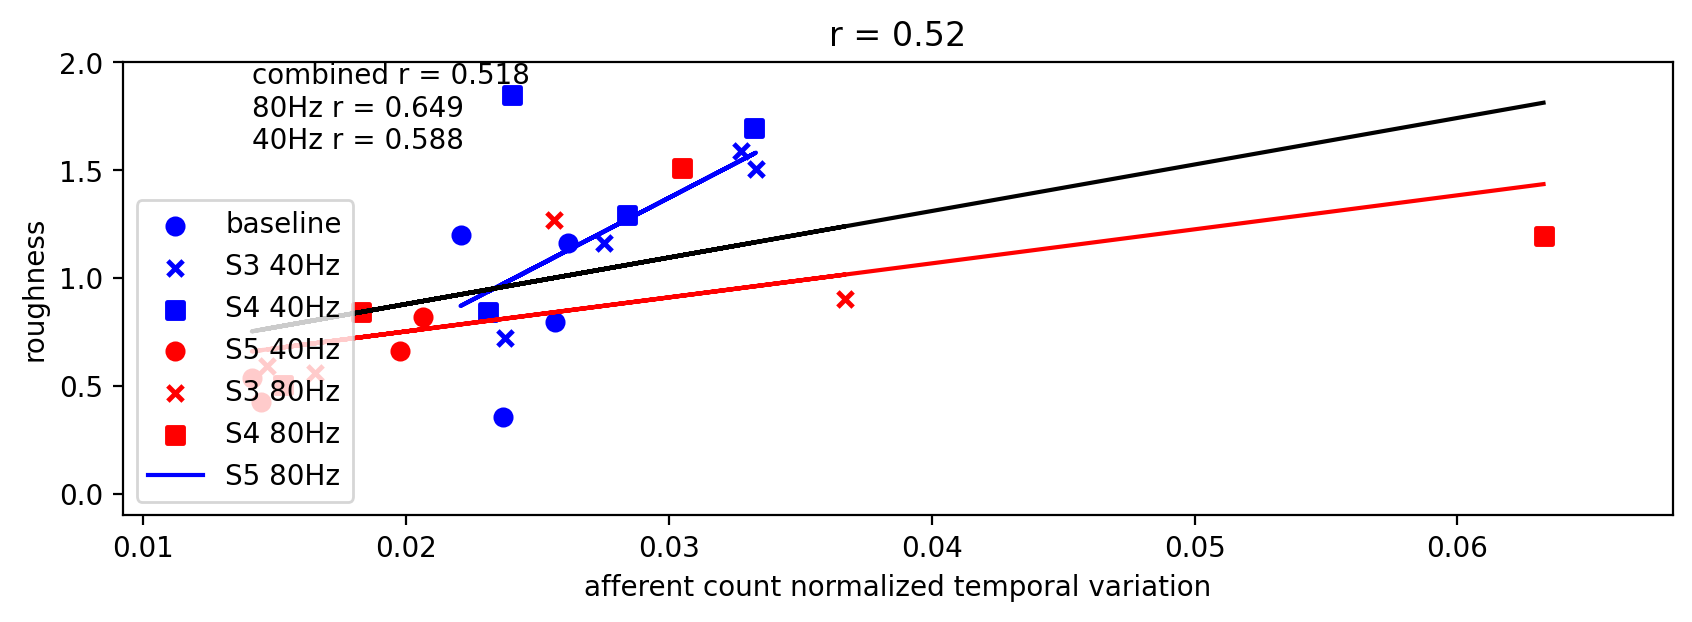 r = 0.52
combined r = 0.518
80Hz r = 0.649
40Hz r = 0.588
2.0
1.5
1.0
0.5
0.0
roughness
baseline
S3 40Hz
S4 40Hz
S5 40Hz
S3 80Hz
S4 80Hz
S5 80Hz
0.01 0.02 0.03 0.04 0.05 0.06
afferent count normalized temporal variation